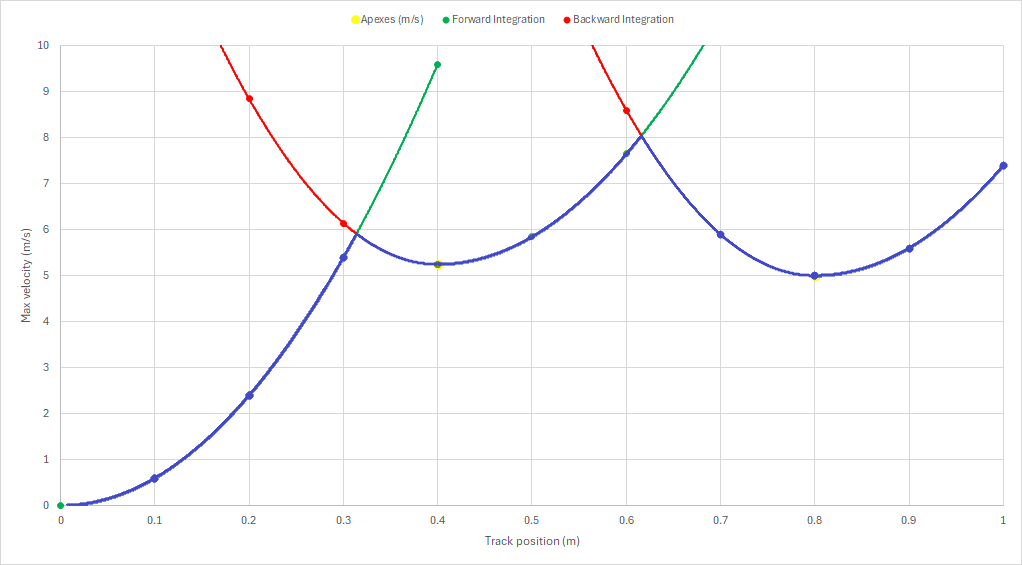 Apexes (m/s) Forward Integration Backward Integration
10
9
8
7
6
5
4
3
2
1
0
Max velocity (m/s)
0 0.1 0.2 0.3 0.4 0.5 0.6 0.7 0.8 0.9 1
Track position (m)